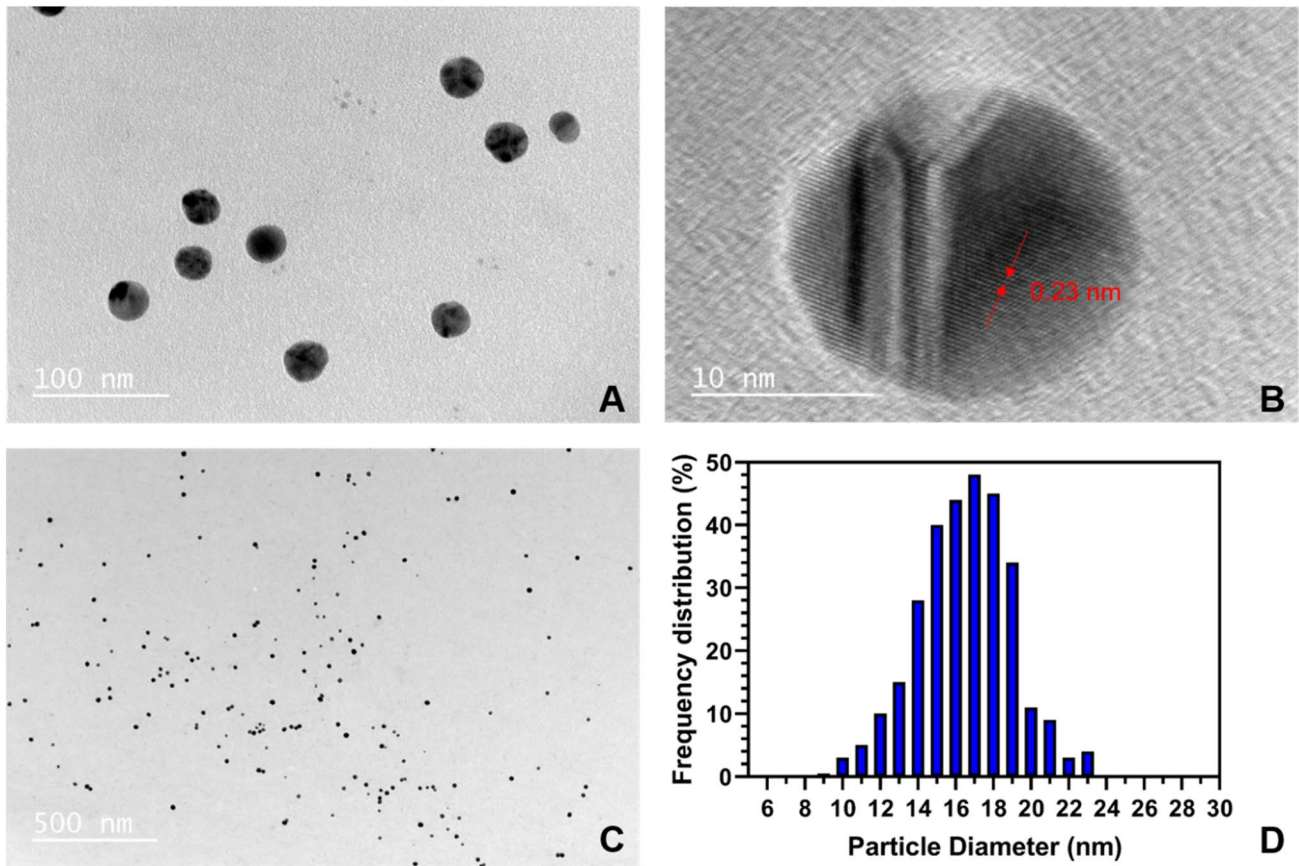 100 nm
A
0.23 nm
10 nm
B
500 nm
C
Frequency distribution (%)
50
40
30
20
10
0
6 8 10 12 14 16 18 20 22 24 26 28 30
Particle Diameter (nm)
D